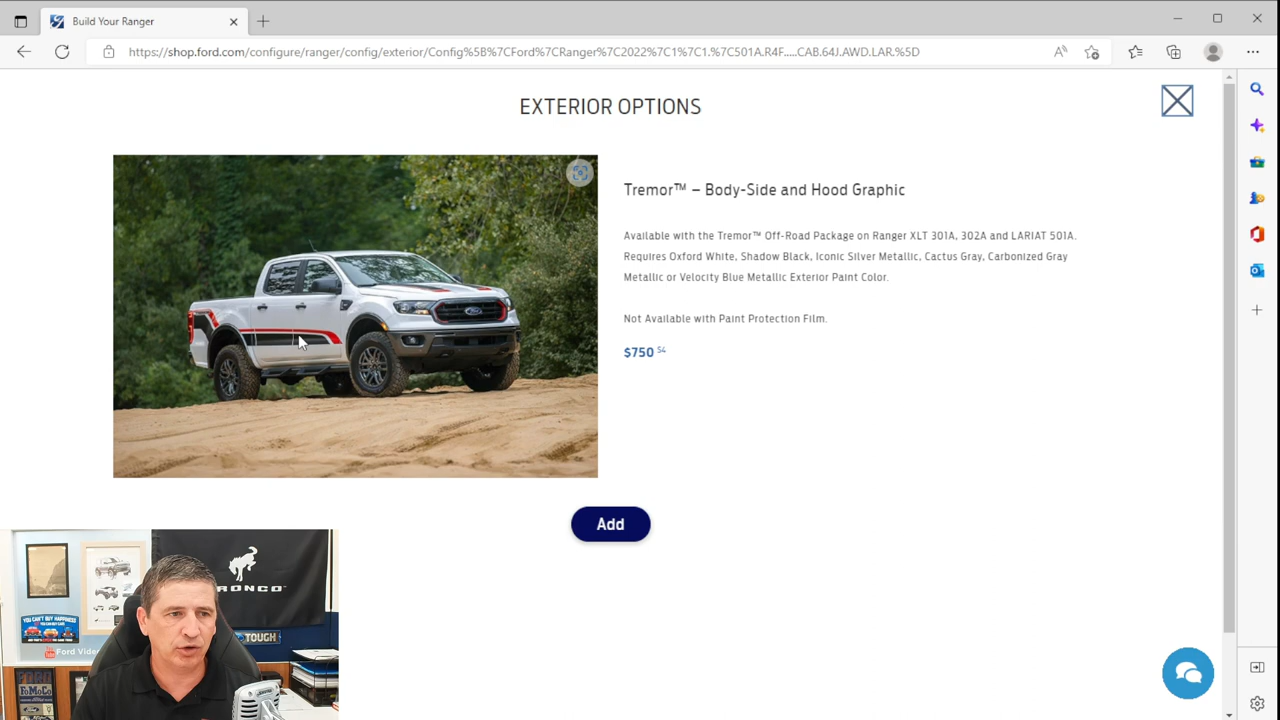 Build Your Ranger
https://shop.ford.com/configure/ranger/config/exterior/Config%5B%7CFord%7CRanger%7C2022%7C1%7C1.%7C501A.R4F.....CAB.64J.AWD.LAR.%5D
EXTERIOR OPTIONS
Tremor™ – Body-Side and Hood Graphic
Available with the Tremor™ Off-Road Package on Ranger XLT 301A, 302A and LARIAT 501A.
Requires Oxford White, Shadow Black, Iconic Silver Metallic, Cactus Gray, Carbonized Gray
Metallic or Velocity Blue Metallic Exterior Paint Color.
Not Available with Paint Protection Film.
$750 54
Add
RONCO
YOU CAN'T BUY HAPPINESS
TOUGH
Ford Vide
FoMoCo